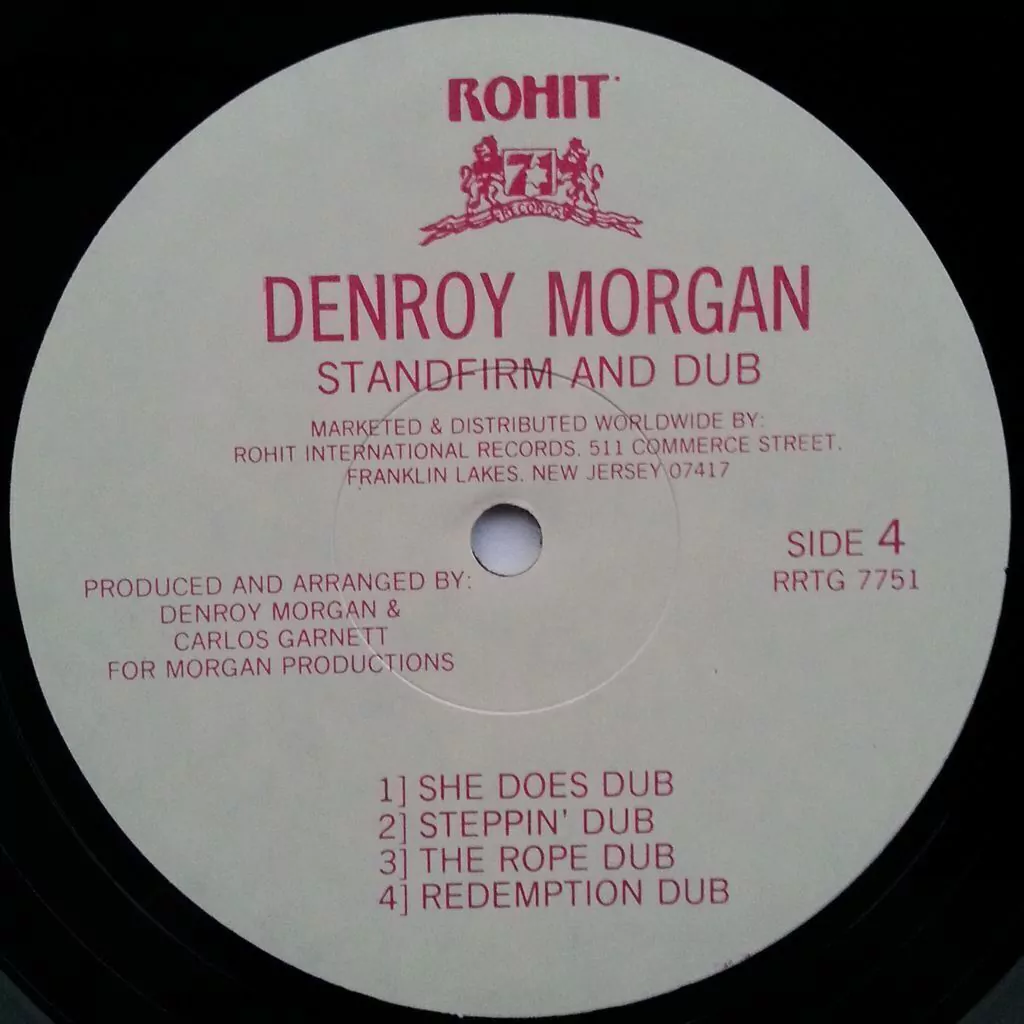 ROHIT
71
RECORDS
DENROY MORGAN
STANDFIRM AND DUB
MARKETED & DISTRIBUTED WORLDWIDE BY:
ROHIT INTERNATIONAL RECORDS. 511 COMMERCE STREET.
FRANKLIN LAKES. NEW JERSEY 07417
SIDE 4
RRTG 7751
PRODUCED AND ARRANGED BY:
DENROY MORGAN &
CARLOS GARNETT
FOR MORGAN PRODUCTIONS
1] SHE DOES DUB
2] STEPPIN' DUB
3] THE ROPE DUB
4] REDEMPTION DUB